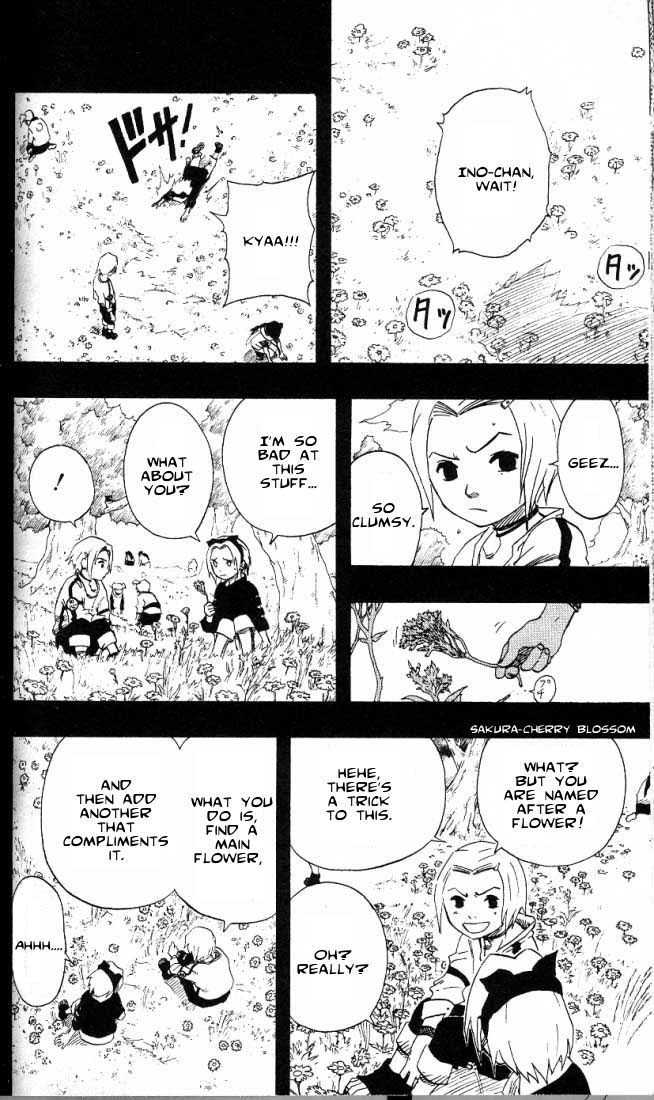 INO-CHAN,
WAIT!
タッ
タッ
ドサ!
KYAA!!!
GEEZ...
SO
CLUMSY.
I'M SO
BAD AT
THIS
STUFF...
WHAT
ABOUT
YOU?
!
SAKURA-CHERRY BLOSSOM
WHAT?
BUT YOU
ARE NAMED
AFTER A
FLOWER!
HEHE,
THERE'S
A TRICK
TO THIS.
OH?
REALLY?
WHAT YOU
DO IS,
FIND A
MAIN
FLOWER,
AND
THEN ADD
ANOTHER
THAT
COMPLIMENTS
IT.
AHHH....